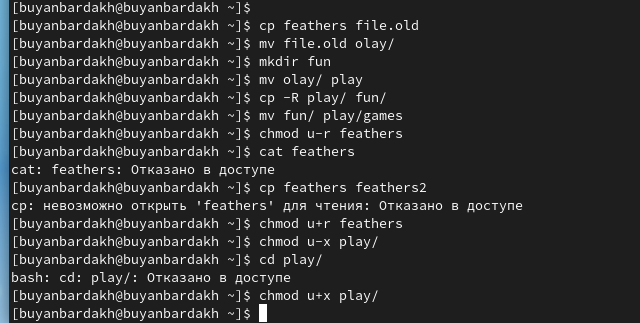 [buyanbardakh@buyanbardakh ~]$
[buyanbardakh@buyanbardakh ~]$ cp feathers file.old
[buyanbardakh@buyanbardakh ~]$ mv file.old olay/
[buyanbardakh@buyanbardakh ~]$ mkdir fun
[buyanbardakh@buyanbardakh ~]$ mv olay/ play
[buyanbardakh@buyanbardakh ~]$ cp -R play/ fun/
[buyanbardakh@buyanbardakh ~]$ mv fun/ play/games
[buyanbardakh@buyanbardakh ~]$ chmod u-r feathers
[buyanbardakh@buyanbardakh ~]$ cat feathers
cat: feathers: Отказано в доступе
[buyanbardakh@buyanbardakh ~]$ cp feathers feathers2
cp: невозможно открыть 'feathers' для чтения: Отказано в доступе
[buyanbardakh@buyanbardakh ~]$ chmod u+r feathers
[buyanbardakh@buyanbardakh ~]$ chmod u-x play/
[buyanbardakh@buyanbardakh ~]$ cd play/
bash: cd: play/: Отказано в доступе
[buyanbardakh@buyanbardakh ~]$ chmod u+x play/
[buyanbardakh@buyanbardakh ~]$